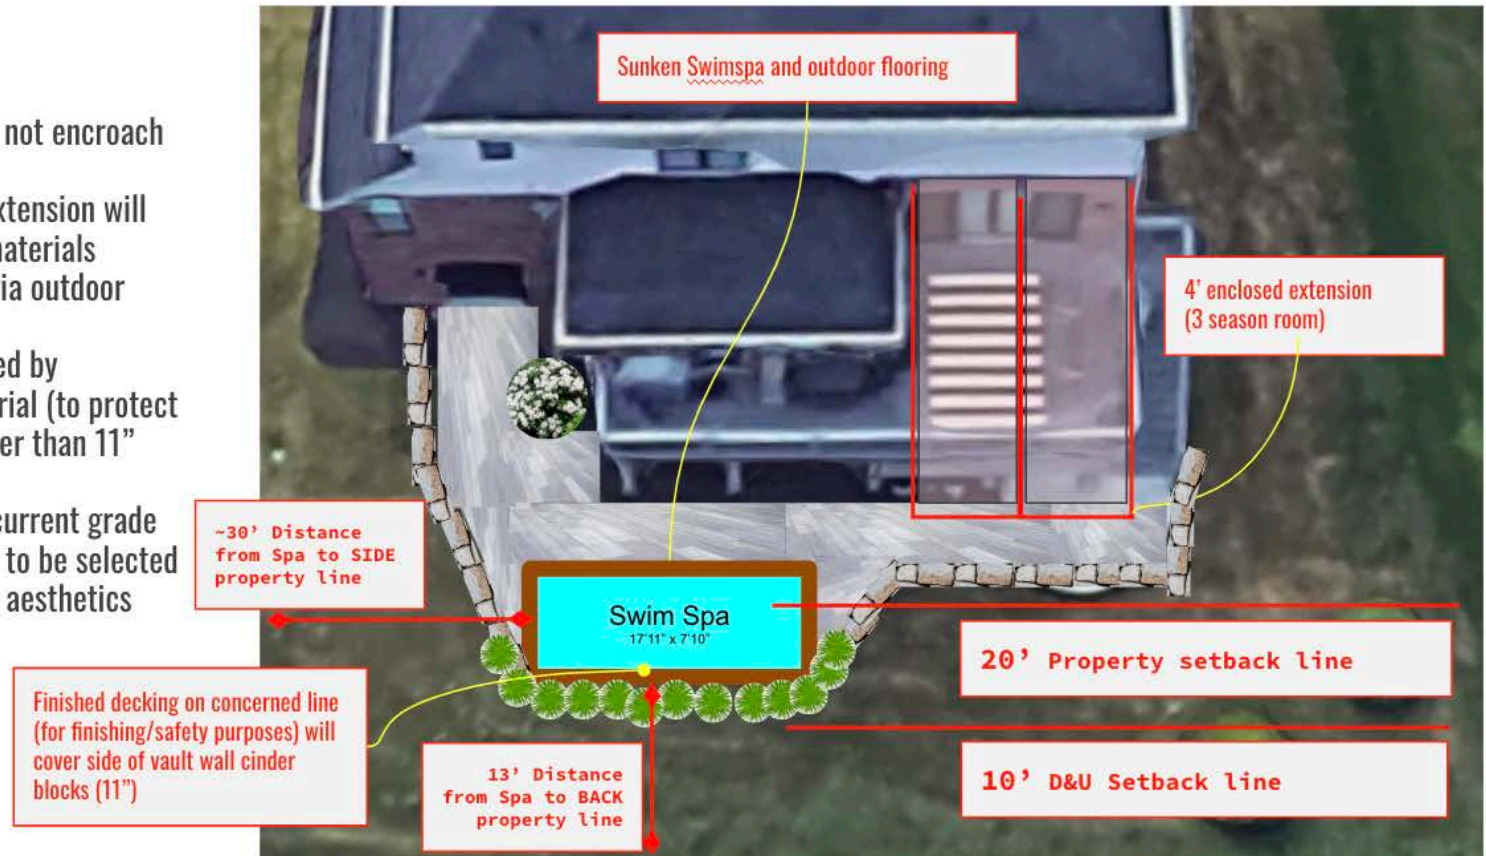 not encroach
xtension will
naterials
ia outdoor
ed by
rial (to protect
er than 11”
current grade
to be selected
aesthetics
Sunken Swimspa and outdoor flooring
4’ enclosed extension
(3 season room)
~30’ Distance
from Spa to SIDE
property line
Swim Spa
17'11" x 7'10"
20’ Property setback line
Finished decking on concerned line
(for finishing/safety purposes) will
cover side of vault wall cinder
blocks (11”)
13’ Distance
from Spa to BACK
property line
10’ D&U Setback line